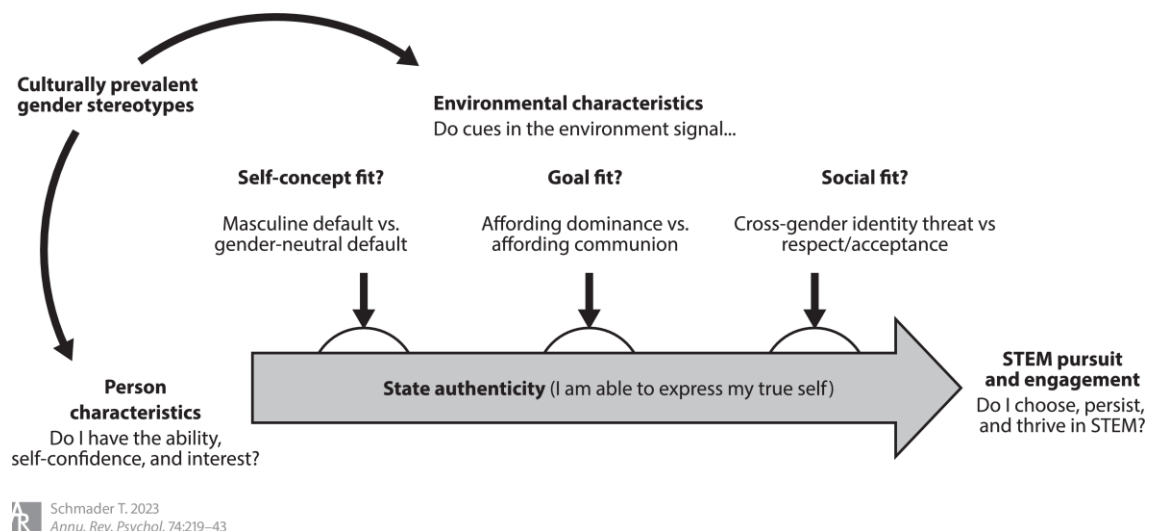 Culturally prevalent
gender stereotypes
Environmental characteristics
Do cues in the environment signal...
Self-concept fit?
Masculine default vs.
gender-neutral default
Goal fit?
Affording dominance vs.
affording communion
Social fit?
Cross-gender identity threat vs
respect/acceptance
Person
characteristics
Do I have the ability,
self-confidence, and interest?
State authenticity (I am able to express my true self)
STEM pursuit
and engagement
Do I choose, persist,
and thrive in STEM?
AR
Schmader T. 2023
Annu. Rev. Psychol. 74:219–43